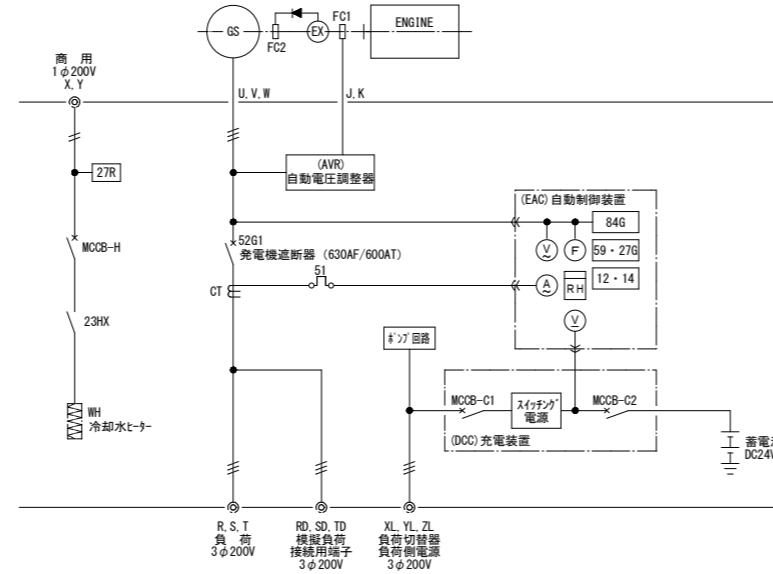 FC1
ENGINE
GS
EX
FC2
商 用
1φ200V
X,Y
U,V,W
J,K
27R
(AVR)
自動電圧調整器
(EAC)自動制御装置
84G
52G1
発電機遮断器 (630AF/600AT)
V
F
59・27G
MCCB-H
51
12・14
CT
A
RH
23HX
V
ポンプ回路
MCCB-C1
スイッチング
電源
MCCB-C2
WH
冷却水ヒーター
(DCC)充電装置
DC24V
R,S,T
負 荷
3φ200V
RD,SD,TD
模擬負荷
接続用端子
3φ200V
XL,YL,ZL
負荷切替器
負荷側電源
3φ200V